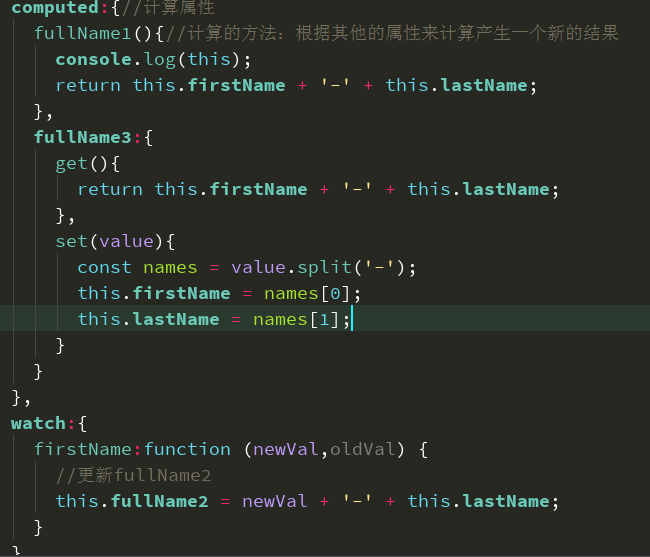 computed:{//计算属性
fullName1(){//计算的方法：根据其他的属性来计算产生一个新的结果
console.log(this);
return this.firstName + '-' + this.lastName;
},
fullName3:{
get(){
return this.firstName + '-' + this.lastName;
},
set(value){
const names = value.split('-');
this.firstName = names[0];
this.lastName = names[1];
}
}
},
watch:{
firstName:function (newVal,oldVal) {
//更新fullName2
this.fullName2 = newVal + '-' + this.lastName;
}
}